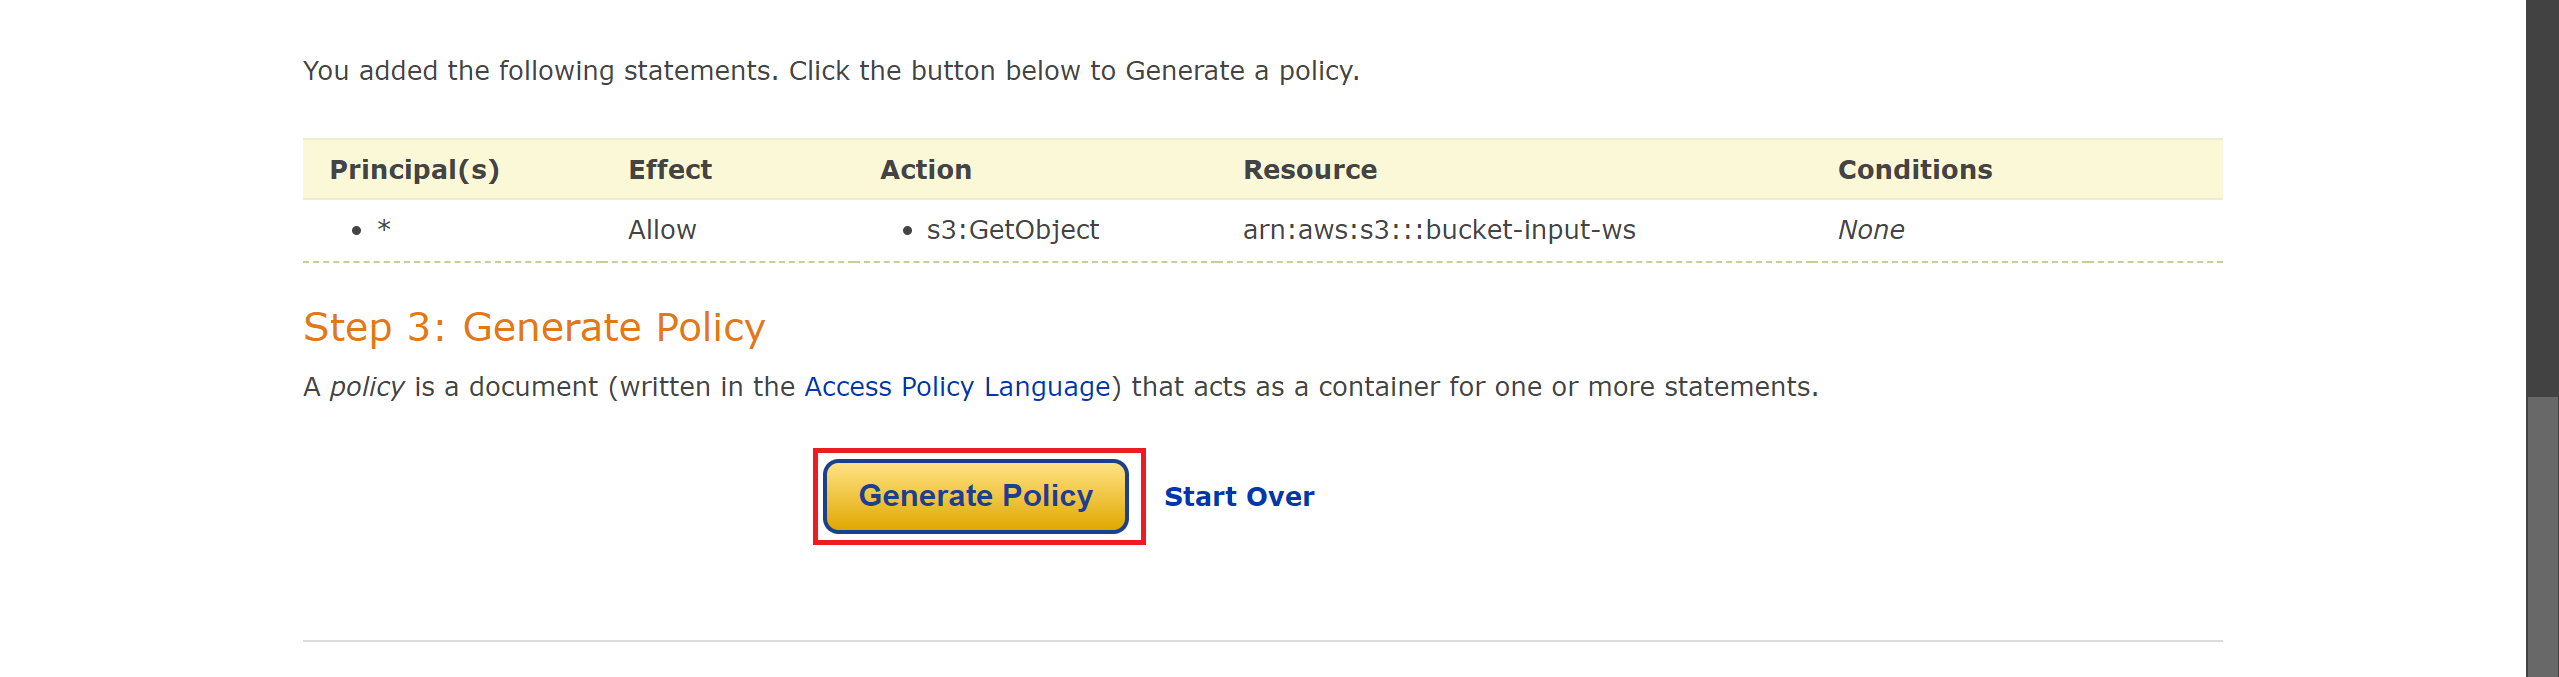 You added the following statements. Click the button below to Generate a policy.
Principal(s) Effect Action Resource Conditions
• * Allow • s3:GetObject arn:aws:s3:::bucket-input-ws None
Step 3: Generate Policy
A policy is a document (written in the Access Policy Language) that acts as a container for one or more statements.
Generate Policy Start Over